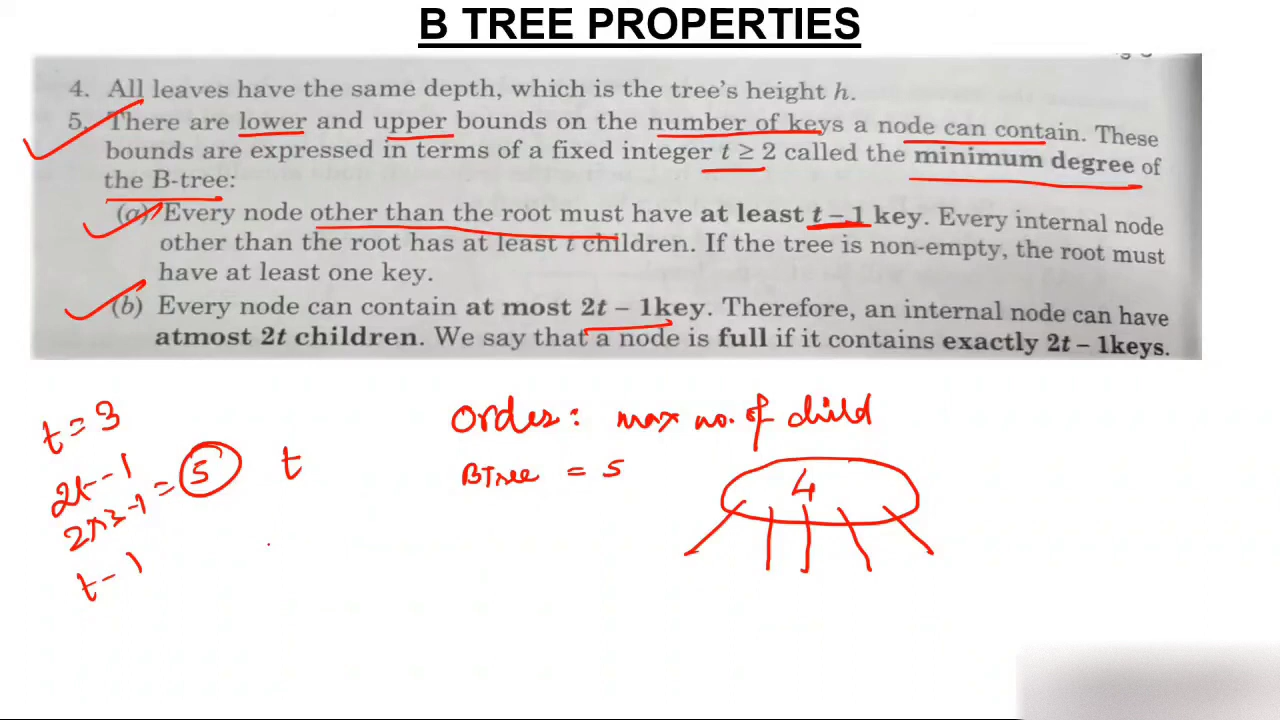 B TREE PROPERTIES
4. All leaves have the same depth, which is the tree's height h.
5. There are lower and upper bounds on the number of keys a node can contain. These
bounds are expressed in terms of a fixed integer t ≥ 2 called the minimum degree of
the B-tree:
(a) Every node other than the root must have at least t – 1 key. Every internal node
other than the root has at least t children. If the tree is non-empty, the root must
have at least one key.
(b) Every node can contain at most 2t – 1key. Therefore, an internal node can have
atmost 2t children. We say that a node is full if it contains exactly 2t – 1keys.
t = 3
2t - 1
2x3-1 = 5
t - 1
t
Order: max no. of child
BTree = 5
4